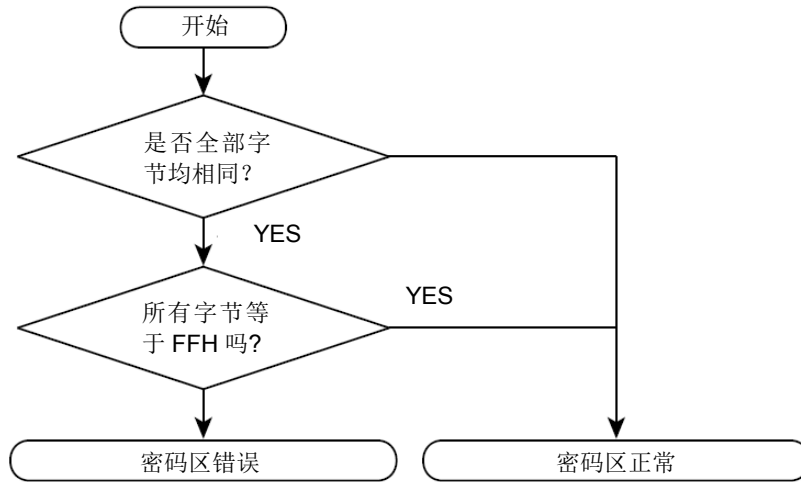 开始
是否全部字
节均相同?
YES
YES
所有字节等
于 FFH 吗?
密码区错误
密码区正常